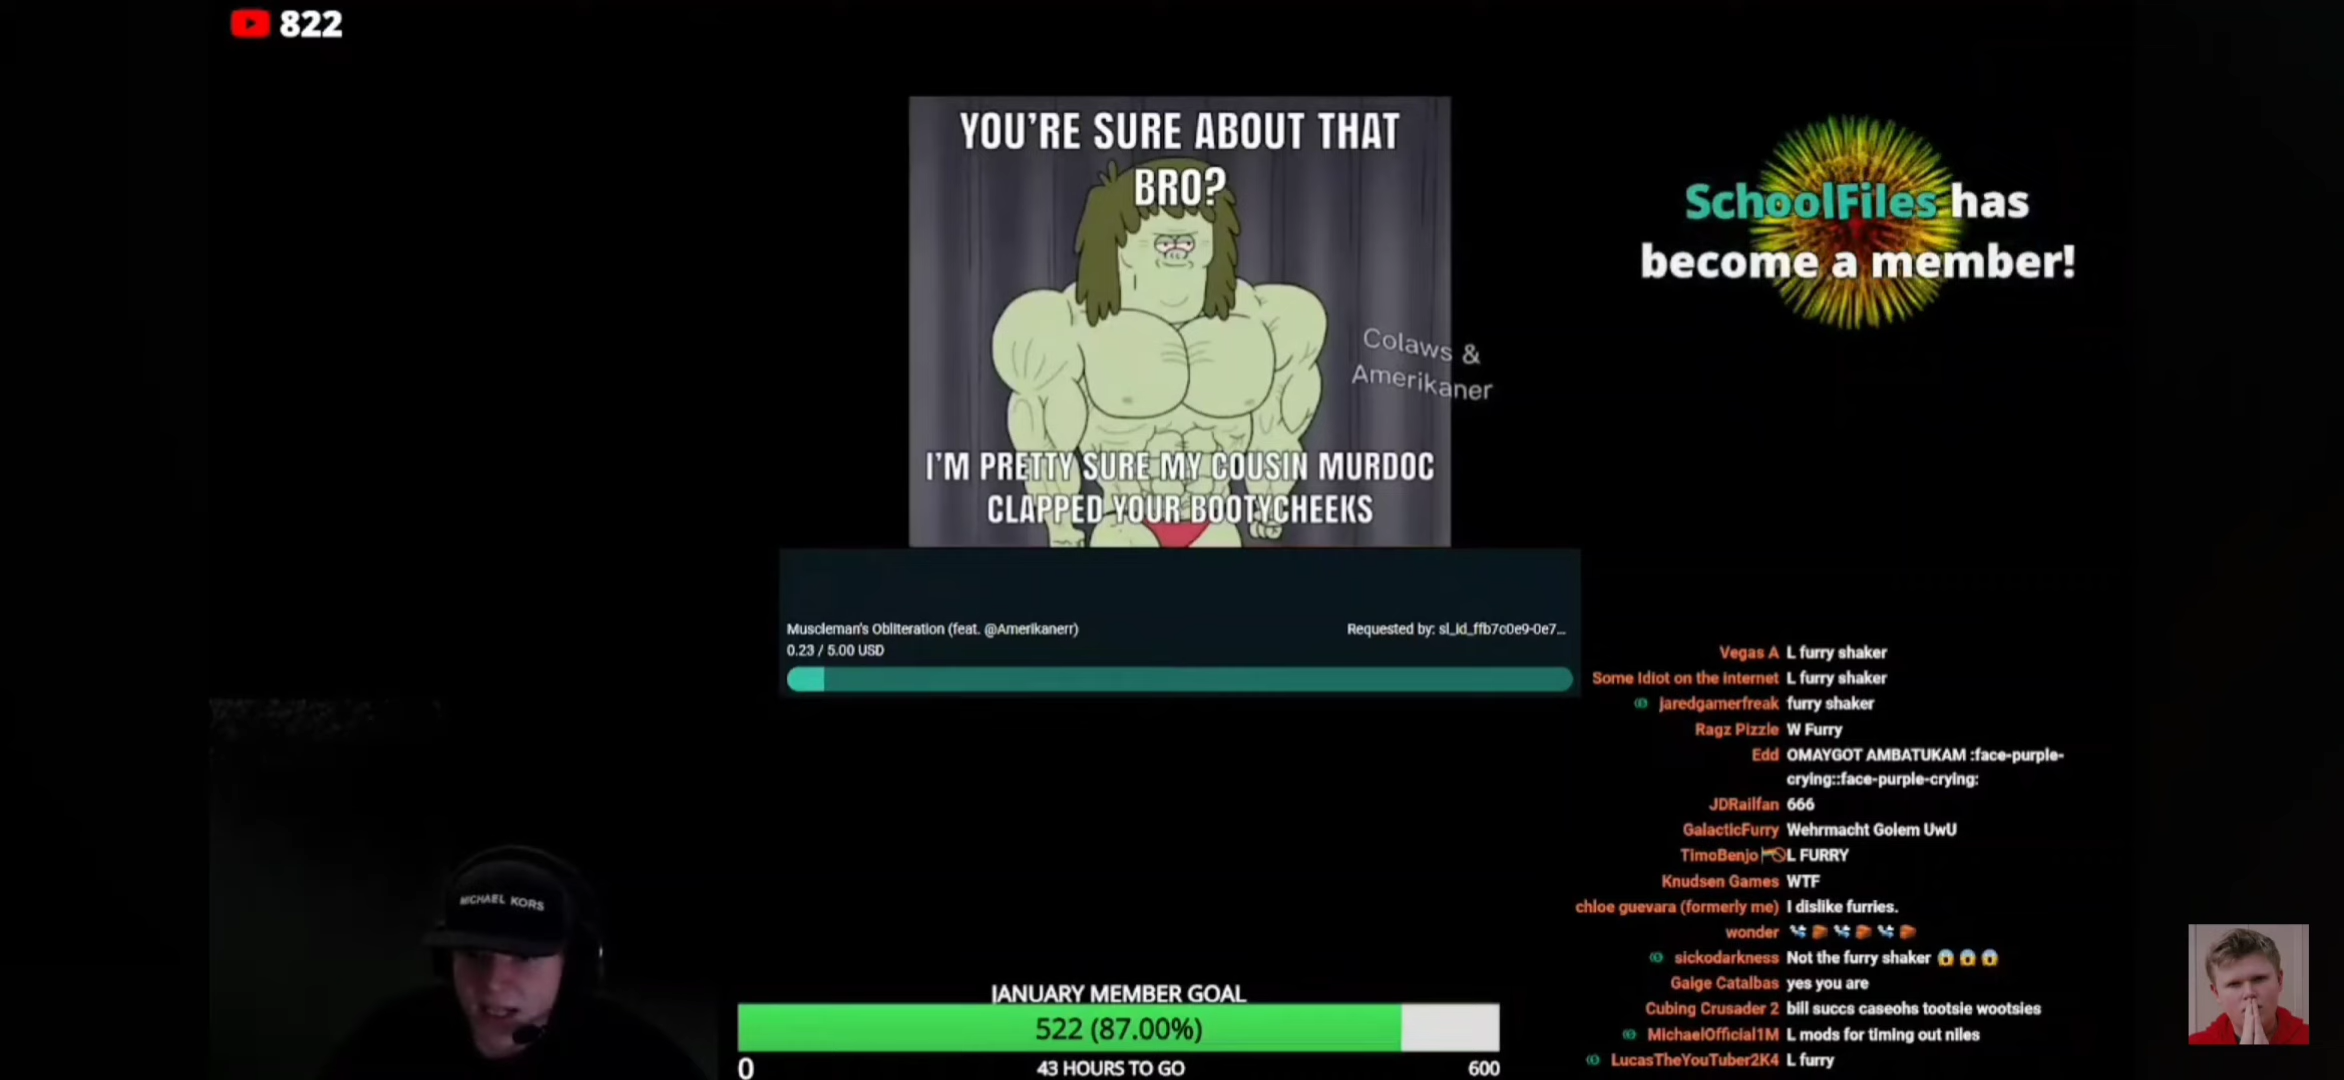 822
YOU'RE SURE ABOUT THAT
BRO?
SchoolFiles has
become a member!
Colaws &
Amerikaner
I'M PRETTY SURE MY COUSIN MURDOC
CLAPPED YOUR BOOTYCHEEKS
Muscleman's Obliteration (feat. @Amerikanerr)
Requested by: sl_id_ffb7c0e9-0e7...
0.23 / 5.00 USD
Vegas A L furry shaker
Some Idiot on the internet L furry shaker
jaredgamerfreak furry shaker
Ragz Pizzle W Furry
Edd OMAYGOT AMBATUKAM :face-purple-
crying::face-purple-crying:
JDRailfan 666
GalacticFurry Wehrmacht Golem UwU
TimoBenjo L FURRY
Knudsen Games WTF
chloe guevara (formerly me) I dislike furries.
wonder
sickodarkness Not the furry shaker 😱😱😱
Gaige Catalbas yes you are
Cubing Crusader 2 bill succs caseohs tootsie wootsies
MichaelOfficial1M L mods for timing out niles
LucasTheYouTuber2K4 L furry
MICHAEL KORS
JANUARY MEMBER GOAL
522 (87.00%)
0 43 HOURS TO GO 600